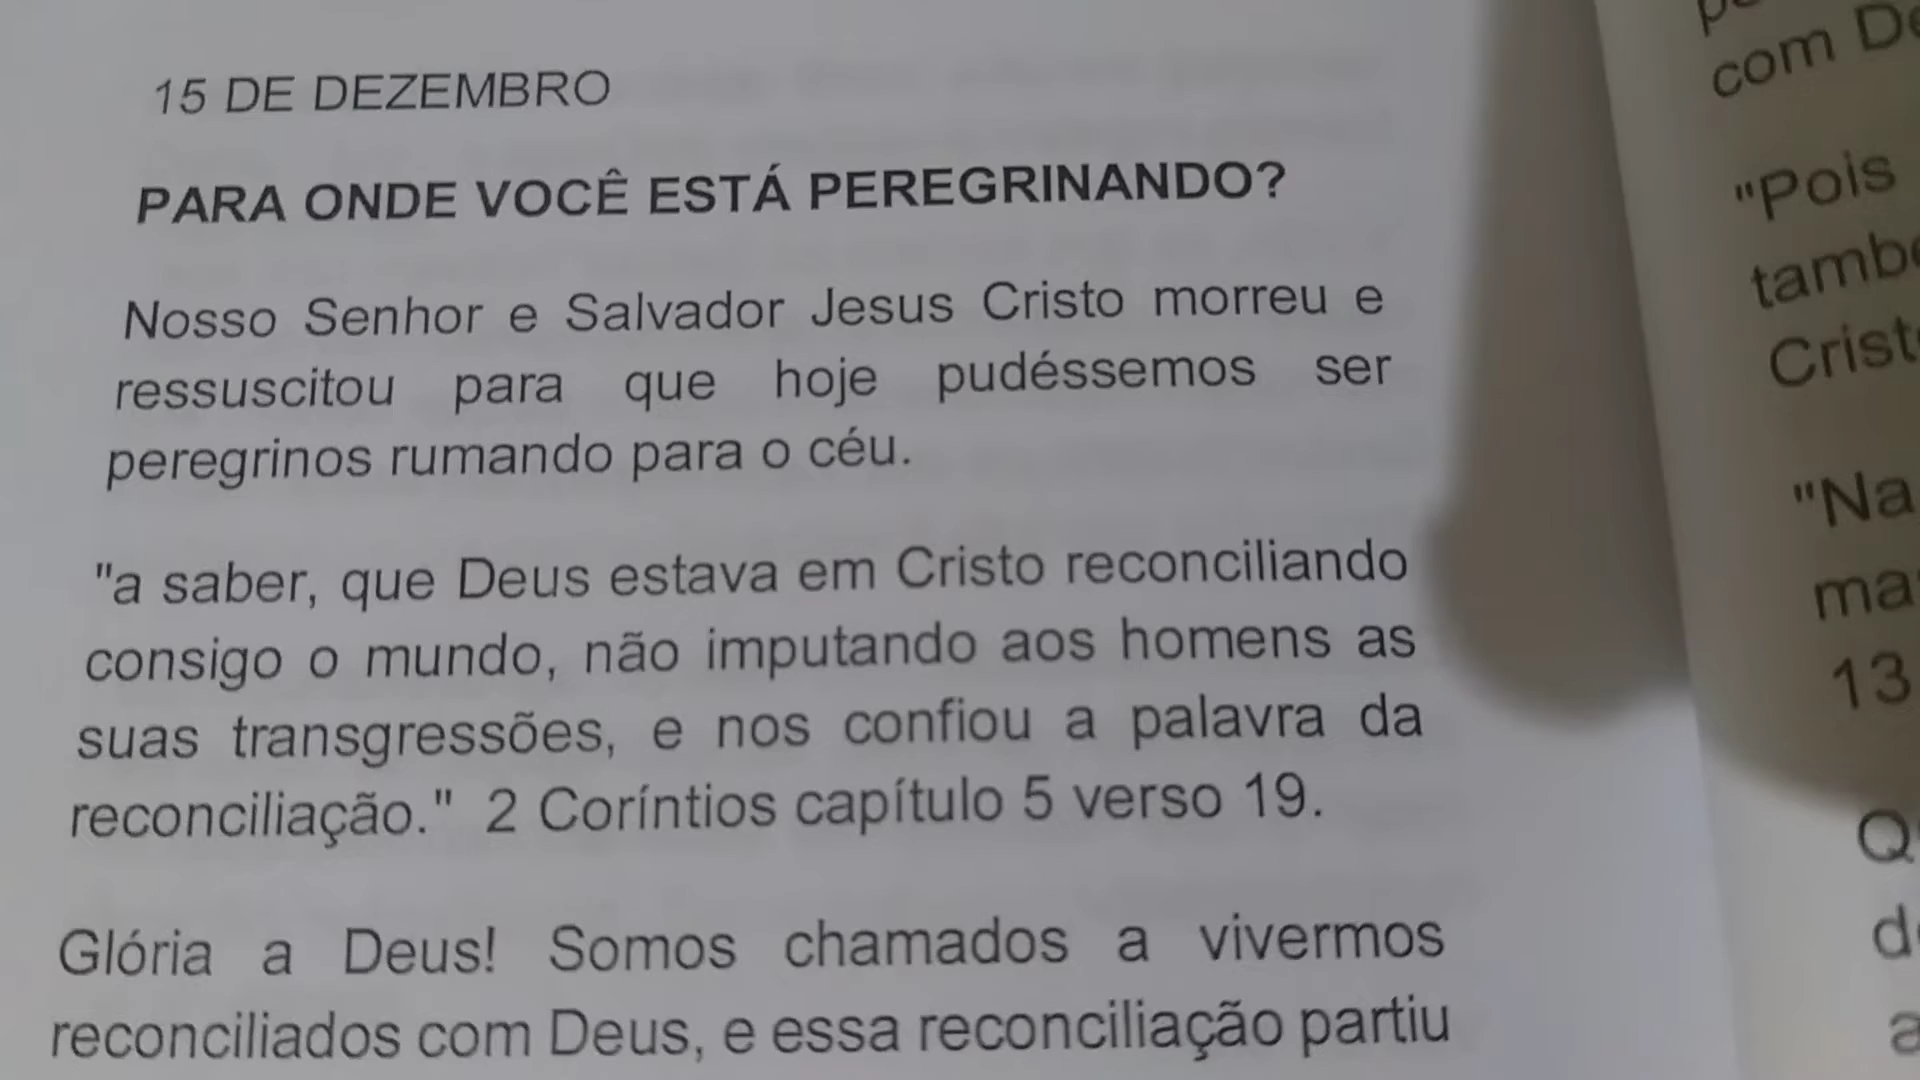 15 DE DEZEMBRO
PARA ONDE VOCÊ ESTÁ PEREGRINANDO?
Nosso Senhor e Salvador Jesus Cristo morreu e
ressuscitou para que hoje pudéssemos ser
peregrinos rumando para o céu.
"a saber, que Deus estava em Cristo reconciliando
consigo o mundo, não imputando aos homens as
suas transgressões, e nos confiou a palavra da
reconciliação." 2 Coríntios capítulo 5 verso 19.
Glória a Deus! Somos chamados a vivermos
reconciliados com Deus, e essa reconciliação partiu
com
"Pois
"Na
13